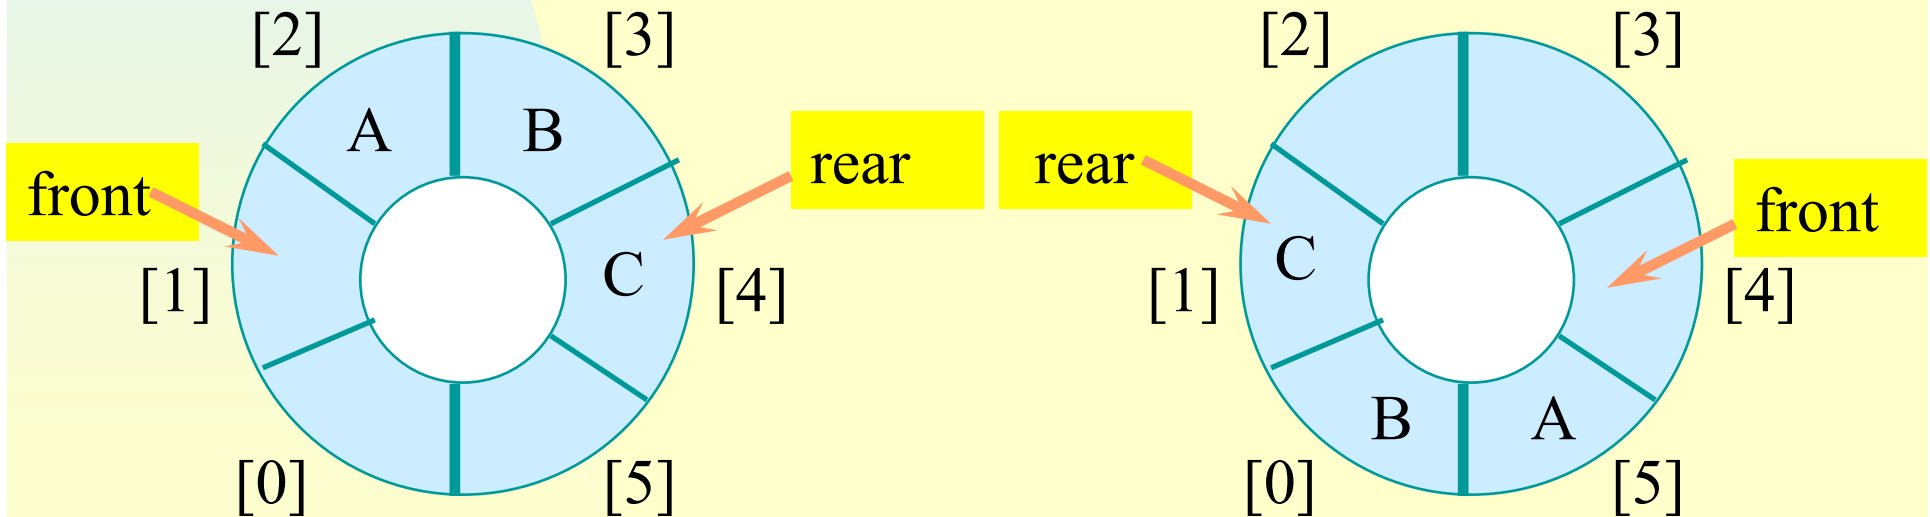 [2] [3]
A B
front rear
[1] C [4]
[0] [5]
[2] [3]
rear front
C [4]
[1]
B A
[0] [5]